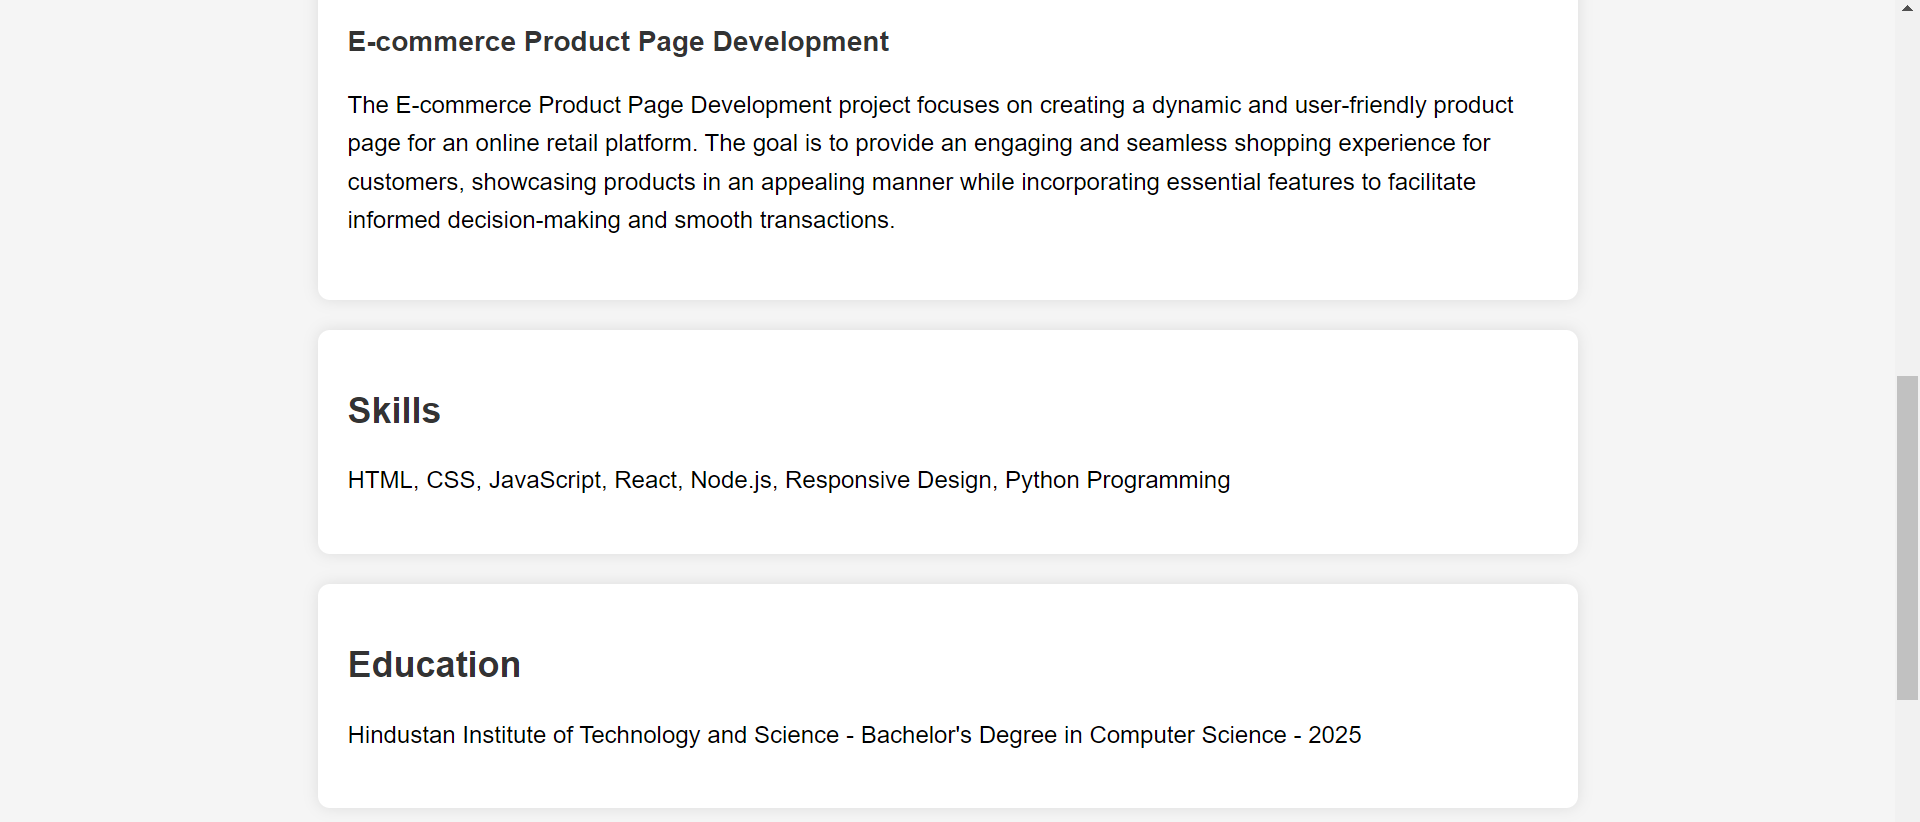 E-commerce Product Page Development
The E-commerce Product Page Development project focuses on creating a dynamic and user-friendly product
page for an online retail platform. The goal is to provide an engaging and seamless shopping experience for
customers, showcasing products in an appealing manner while incorporating essential features to facilitate
informed decision-making and smooth transactions.
Skills
HTML, CSS, JavaScript, React, Node.js, Responsive Design, Python Programming
Education
Hindustan Institute of Technology and Science - Bachelor's Degree in Computer Science - 2025